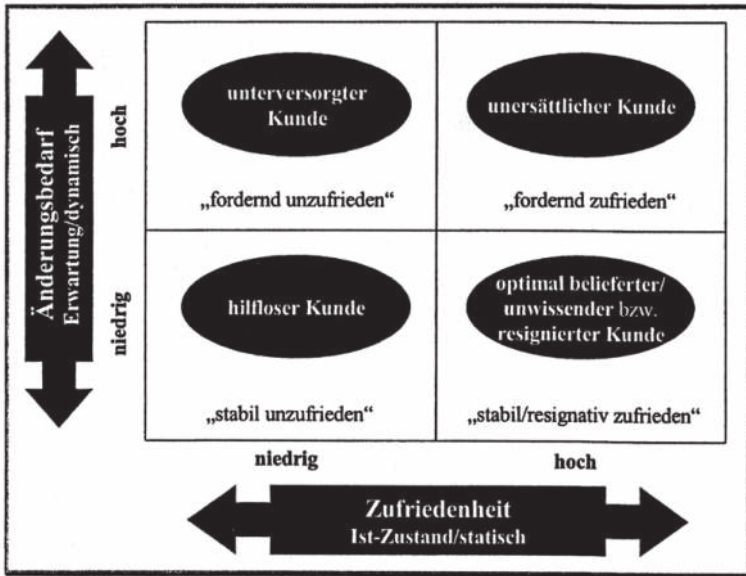 Änderungsbedarf
Erwartung/dynamisch
hoch
niedrig
unterversorgter
Kunde
„fordernd unzufrieden“
unersättlicher Kunde
„fordernd zufrieden“
hilfloser Kunde
„stabil unzufrieden“
optimal belieferter/
unwissender bzw.
resignierter Kunde
„stabil/resignativ zufrieden“
niedrig
hoch
Zufriedenheit
Ist-Zustand/statisch